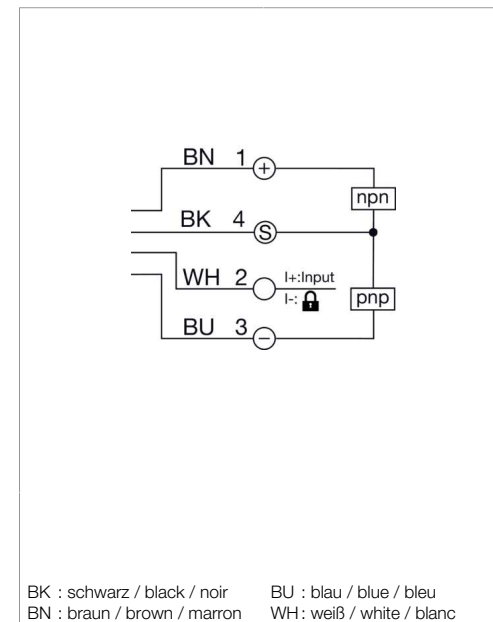 BN 1 +
npn
BK 4 S
WH 2 I+:Input
I-:
pnp
BU 3 −
BK : schwarz / black / noir BU : blau / blue / bleu
BN : braun / brown / marron WH : weiß / white / blanc